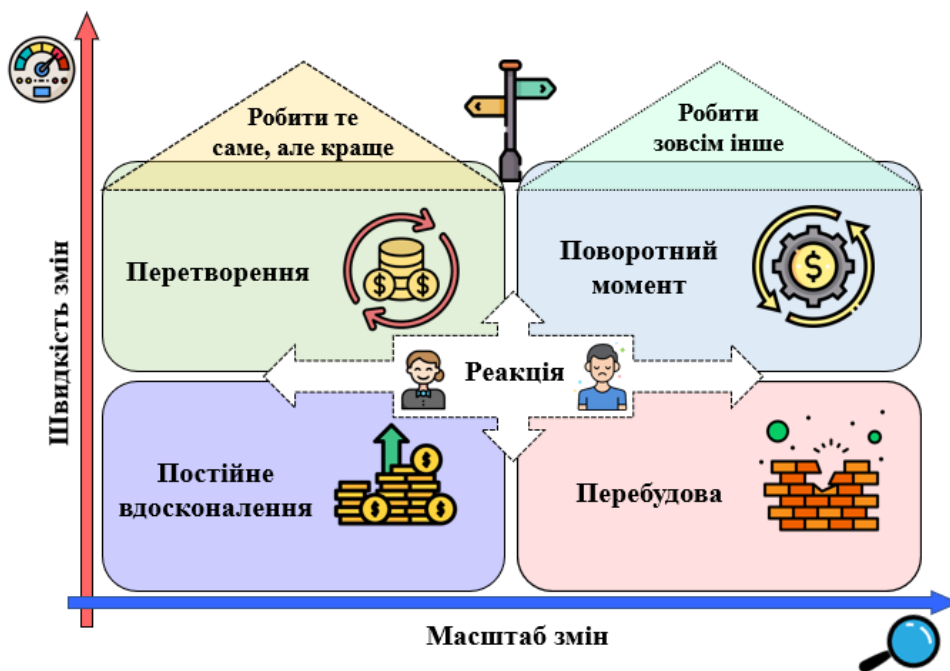 Робити те
саме, але краще
Робити
зовсім інше
Швидкість змін
Перетворення
Поворотний
момент
Реакція
Постійне
вдосконалення
Перебудова
Масштаб змін